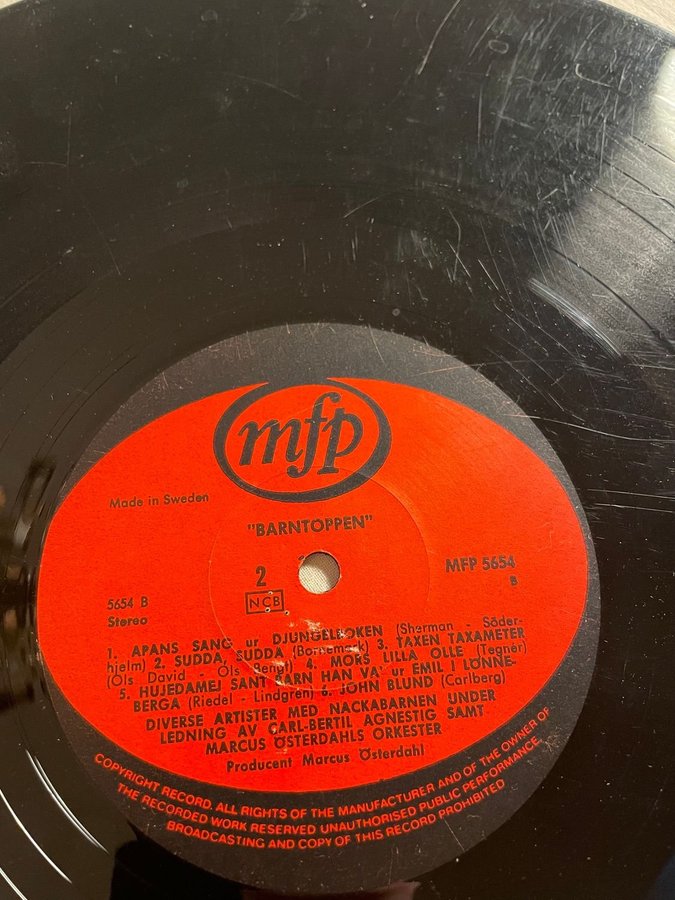 mfp
Made in Sweden
"BARNTOPPEN"
2
MFP 5654
B
5654 B
NCB
Stereo
1. APANS SANG ur DJUNGELBOKEN (Sherman - Söder-
hjelm) 2. SUDDA, SUDDA (Bornemark) 3. TAXEN TAXAMETER
(Ols David - Ols Bengt) 4. MORS LILLA OLLE (Tegnér)
5. HUJEDAMEJ SANT BARN HAN VA' ur EMIL I LÖNNE-
BERGA (Riedel - Lindgren) 6. JOHN BLUND (Carlberg)
DIVERSE ARTISTER MED NACKABARNEN UNDER
LEDNING AV CARL-BERTIL AGNESTIG SAMT
MARCUS ÖSTERDAHLS ORKESTER
Producent Marcus Österdahl
COPYRIGHT RECORD. ALL RIGHTS OF THE MANUFACTURER AND OF THE OWNER OF
THE RECORDED WORK RESERVED UNAUTHORISED PUBLIC PERFORMANCE
BROADCASTING AND COPY OF THIS RECORD PROHIBITED